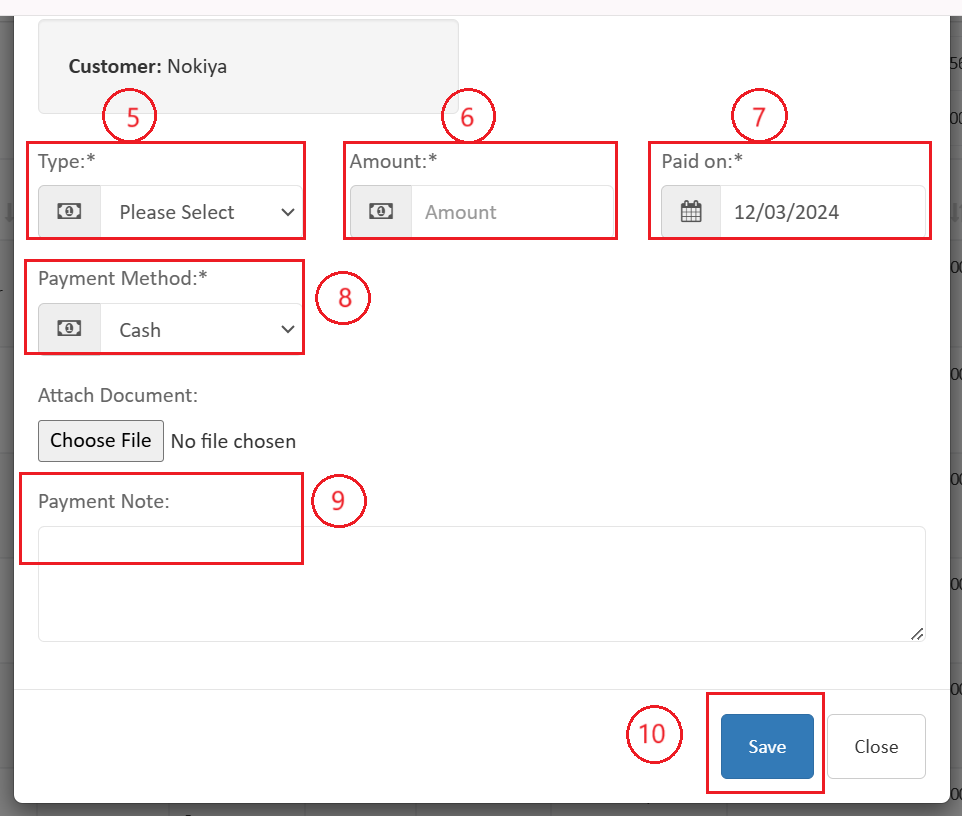 Customer: Nokiya
5
6
7
Type:*
Amount:*
Paid on:*
Please Select
Amount
12/03/2024
Payment Method:*
8
Cash
Attach Document:
Choose File No file chosen
Payment Note:
9
10
Save
Close